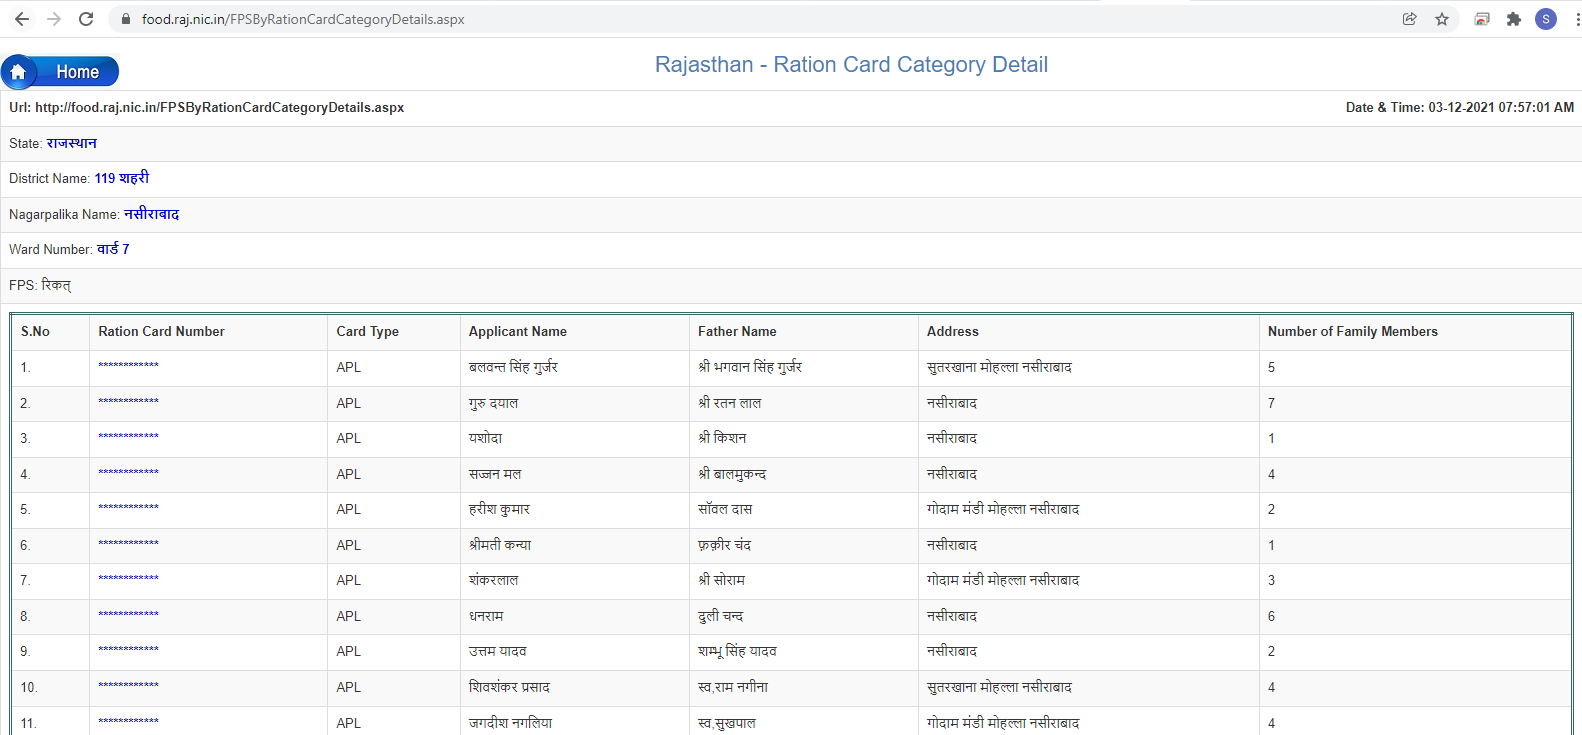 food.raj.nic.in/FPSByRationCardCategoryDetails.aspx
S
Home
Rajasthan - Ration Card Category Detail
Url: http://food.raj.nic.in/FPSByRationCardCategoryDetails.aspx Date & Time: 03-12-2021 07:57:01 AM
State: राजस्थान
District Name: 119 शहरी
Nagarpalika Name: नसीराबाद
Ward Number: वार्ड 7
FPS: रिक्त्
S.No Ration Card Number Card Type Applicant Name Father Name Address Number of Family Members
1. ************ APL बलवन्त सिंह गुर्जर श्री भगवान सिंह गुर्जर सुतरखाना मोहल्ला नसीराबाद 5
2. ************ APL गुरु दयाल श्री रतन लाल नसीराबाद 7
3. ************ APL यशोदा श्री किशन नसीराबाद 1
4. ************ APL सज्जन मल श्री बालमुकन्द नसीराबाद 4
5. ************ APL हरीश कुमार सॉवल दास गोदाम मंडी मोहल्ला नसीराबाद 2
6. ************ APL श्रीमती कन्या फ़क़ीर चंद नसीराबाद 1
7. ************ APL शंकरलाल श्री सोराम गोदाम मंडी मोहल्ला नसीराबाद 3
8. ************ APL धनराम दुली चन्द नसीराबाद 6
9. ************ APL उत्तम यादव शम्भू सिंह यादव नसीराबाद 2
10. ************ APL शिवशंकर प्रसाद स्व,राम नगीना सुतरखाना मोहल्ला नसीराबाद 4
11. ************ APL जगदीश नगलिया स्व,सुखपाल गोदाम मंडी मोहल्ला नसीराबाद 4